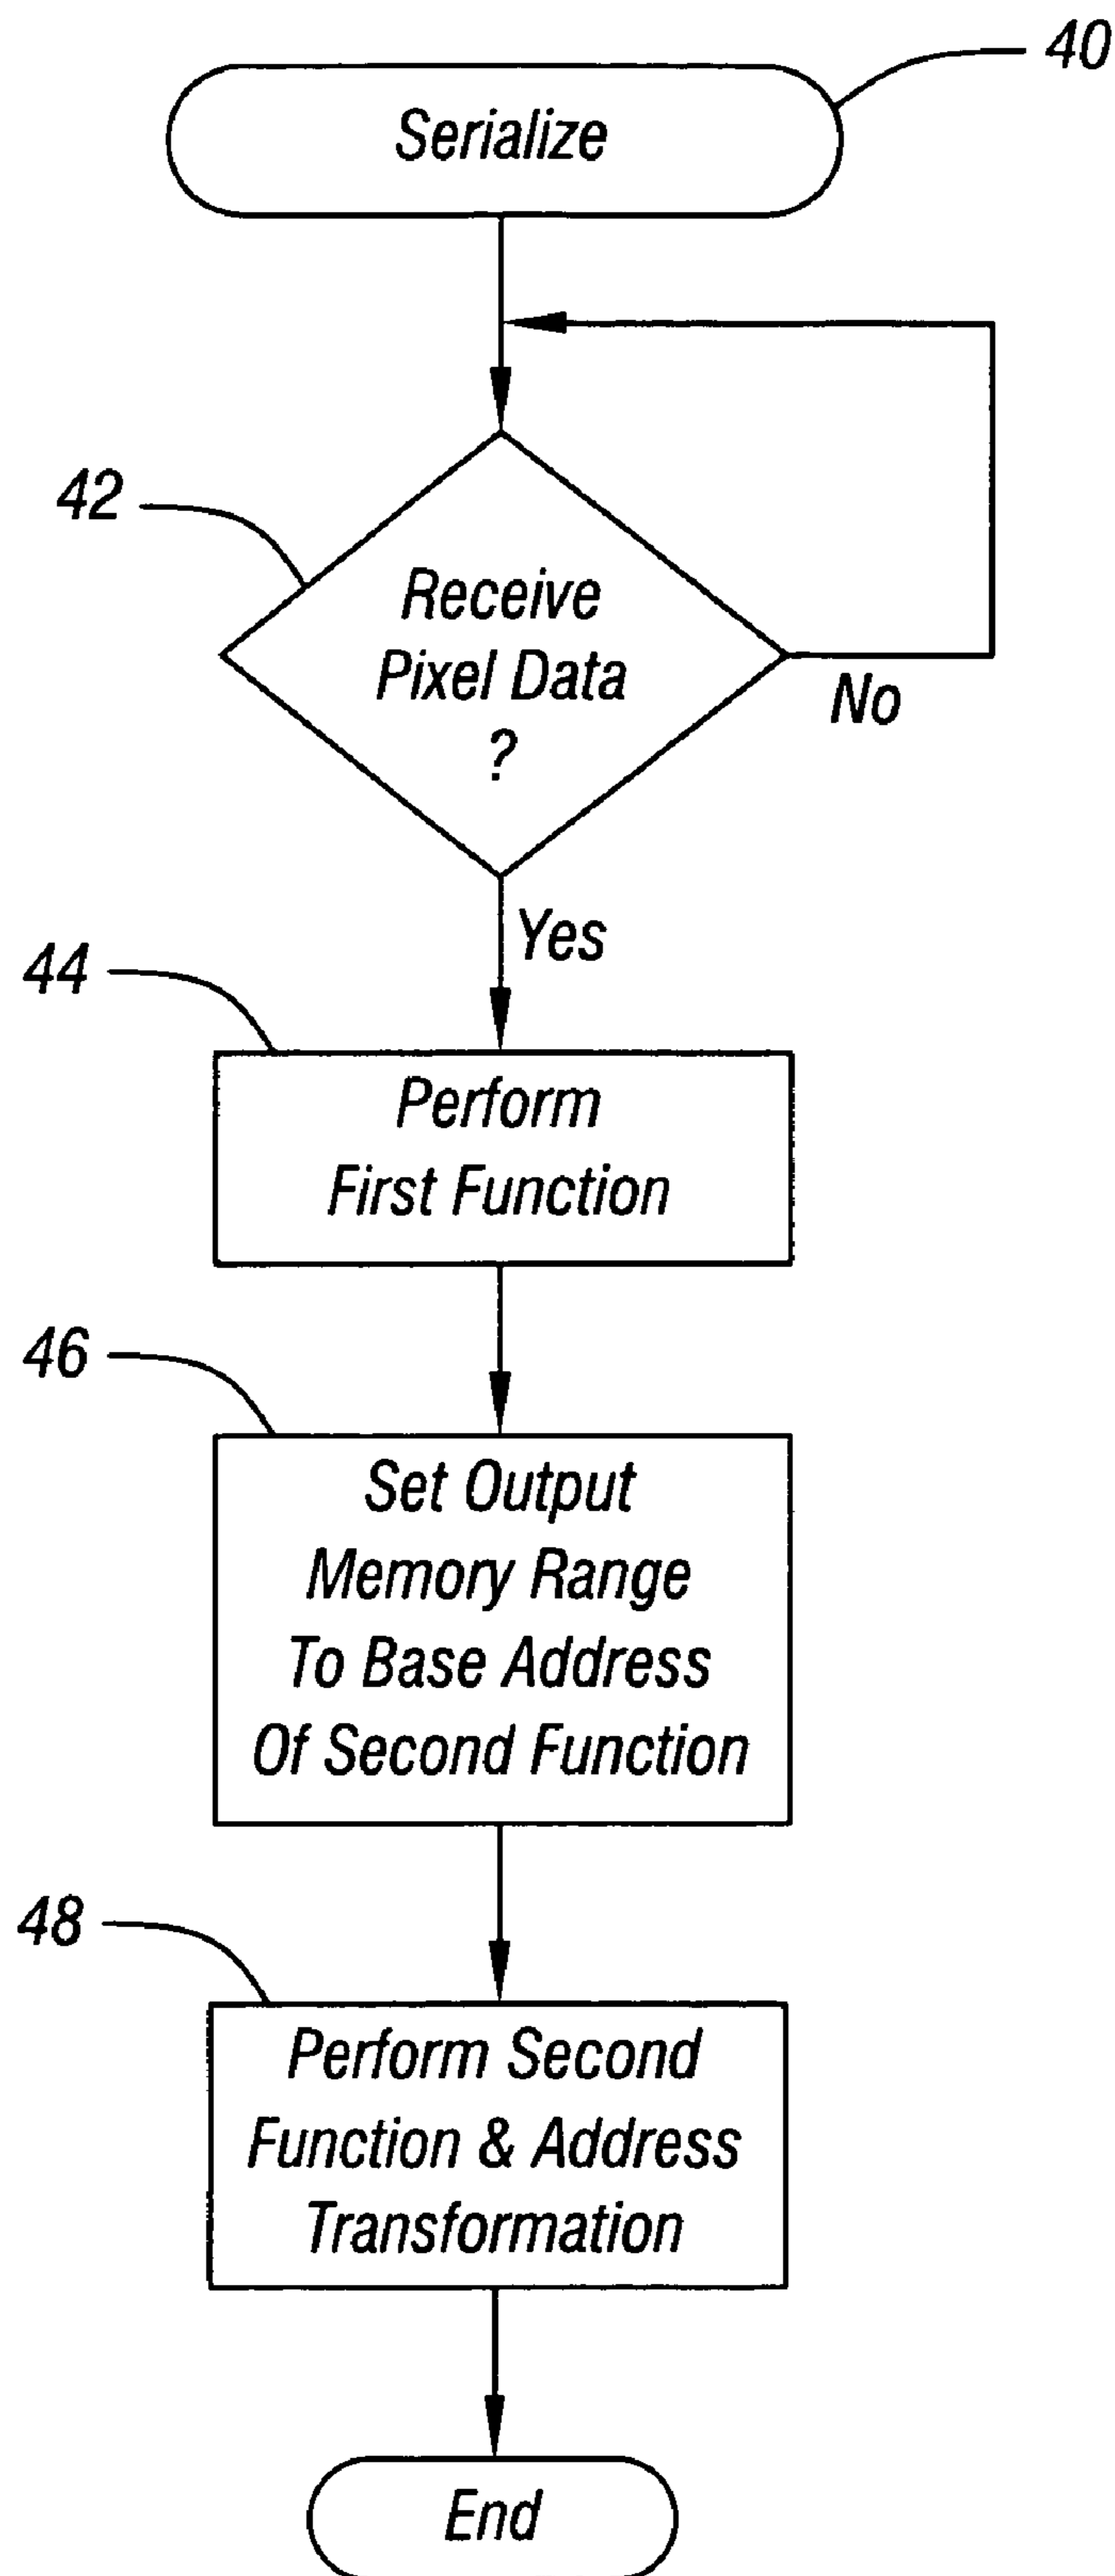 40
Serialize
42
Receive
Pixel Data
?
No
Yes
44
Perform
First Function
46
Set Output
Memory Range
To Base Address
Of Second Function
48
Perform Second
Function & Address
Transformation
End